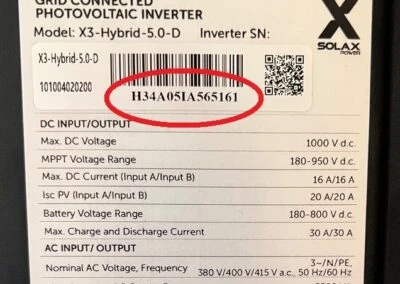 GRID CONNECTED
PHOTOVOLTAIC INVERTER
Model: X3-Hybrid-5.0-D Inverter SN:
SOLAX
POWER
X3-Hybrid-5.0-D
101004020200
H34A05IA565161
DC INPUT/OUTPUT
Max. DC Voltage 1000 V d.c.
MPPT Voltage Range 180-950 V d.c.
Max. DC Current (Input A/Input B) 16 A/16 A
Isc PV (Input A/Input B) 20 A/20 A
Battery Voltage Range 180-800 V d.c.
Max. Charge and Discharge Current 30 A/30 A
AC INPUT/ OUTPUT
Nominal AC Voltage, Frequency 3~/N/PE,
380 V/400 V/415 V a.c., 50 Hz/60 Hz